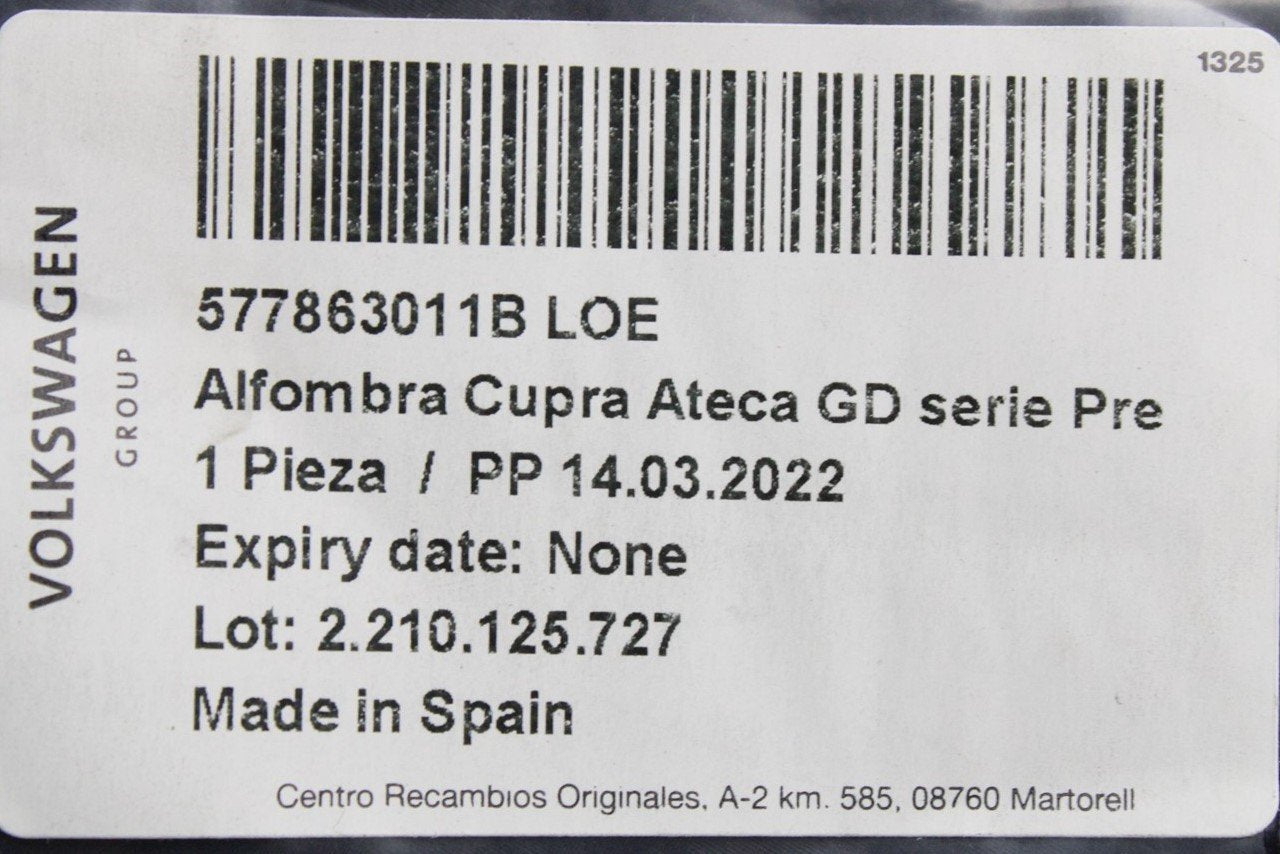 1325
VOLKSWAGEN
GROUP
577863011B LOE
Alfombra Cupra Ateca GD serie Pre
1 Pieza / PP 14.03.2022
Expiry date: None
Lot: 2.210.125.727
Made in Spain
Centro Recambios Originales, A-2 km. 585, 08760 Martorell